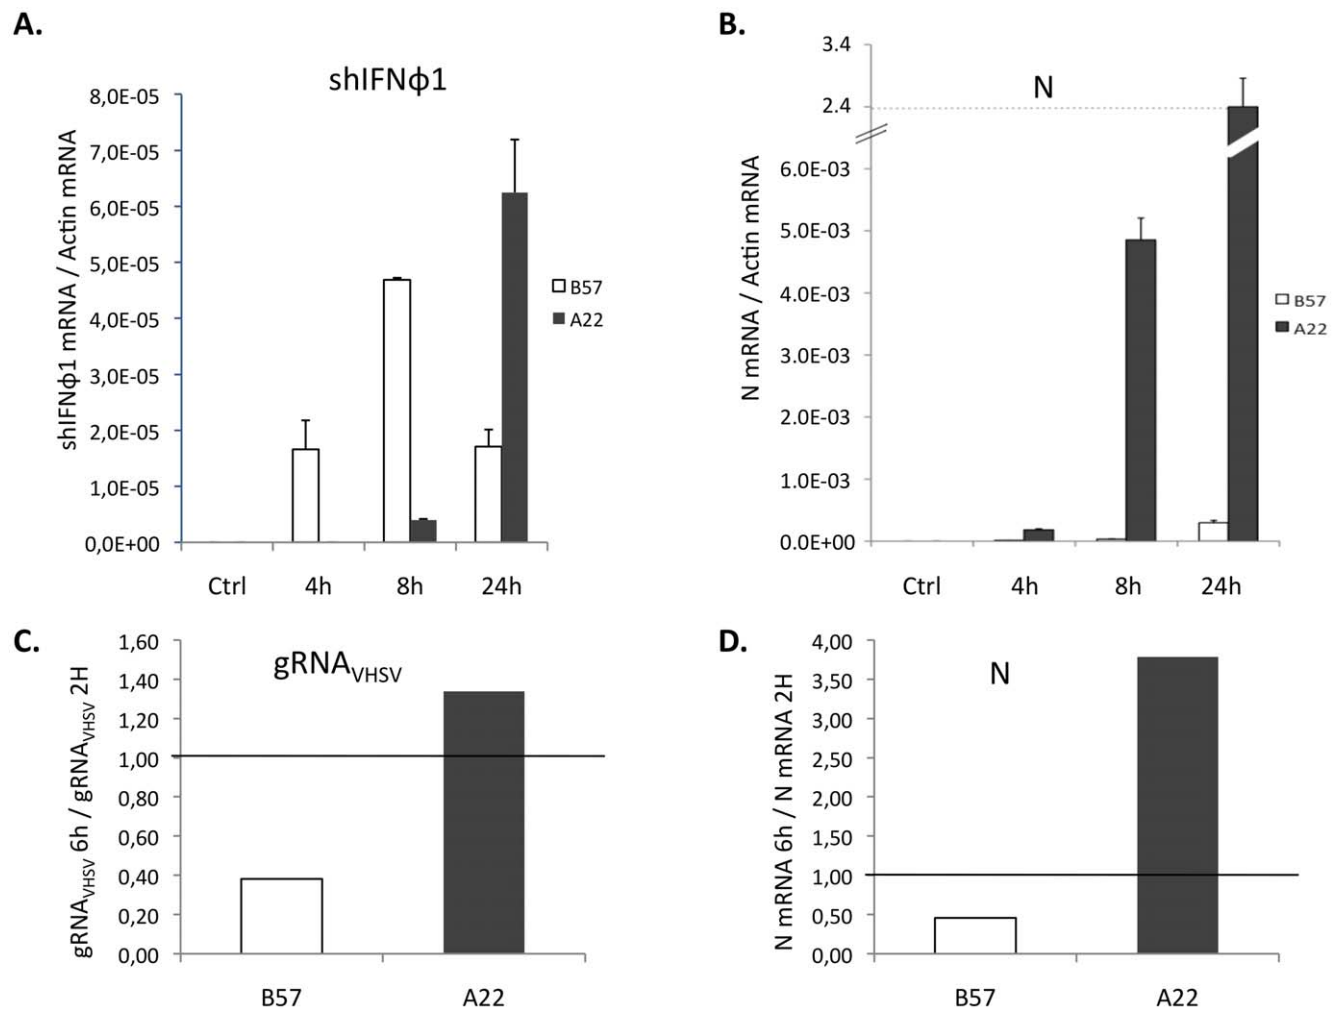 A.
shIFNϕ1
shIFNϕ1 mRNA / Actin mRNA
8,0E-05
7,0E-05
6,0E-05
5,0E-05
4,0E-05
3,0E-05
2,0E-05
1,0E-05
0,0E+00
Ctrl 4h 8h 24h
B57
A22
B.
N
N mRNA / Actin mRNA
3.4
2.4
6.0E-03
5.0E-03
4.0E-03
3.0E-03
2.0E-03
1.0E-03
0.0E+00
Ctrl 4h 8h 24h
B57
A22
C.
gRNAVHSV
gRNAVHSV 6h / gRNAVHSV 2H
1,60
1,40
1,20
1,00
0,80
0,60
0,40
0,20
0,00
B57 A22
D.
N
N mRNA 6h / N mRNA 2H
4,00
3,50
3,00
2,50
2,00
1,50
1,00
0,50
0,00
B57 A22